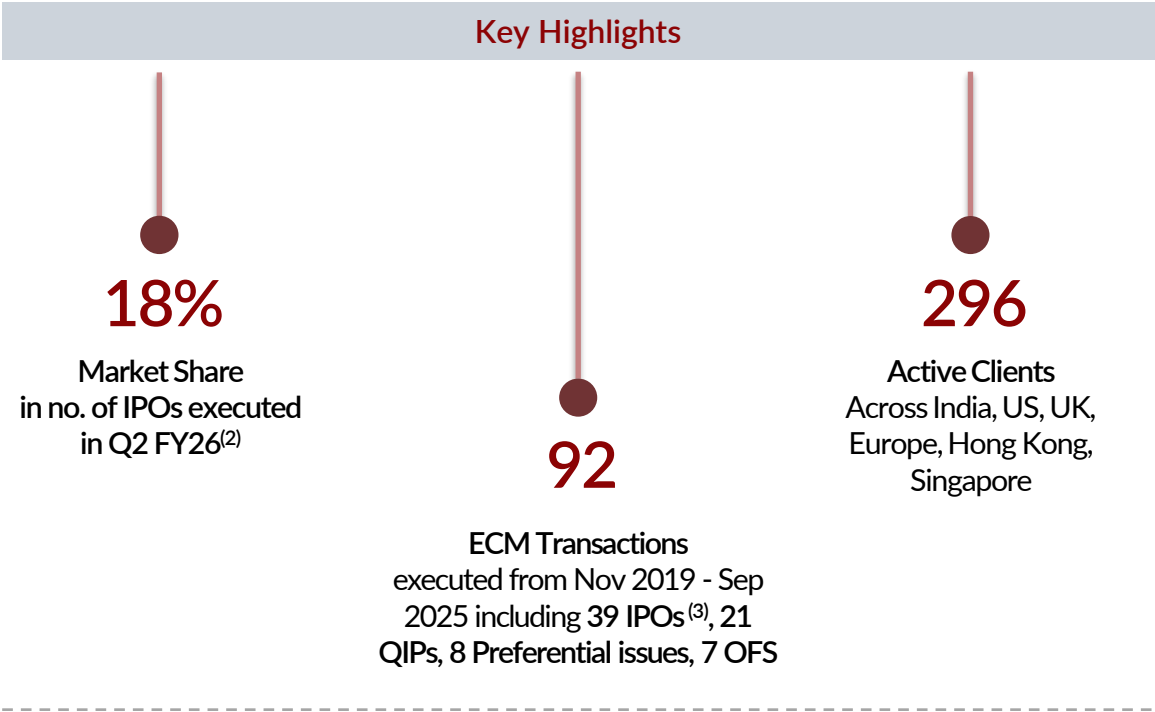 Key Highlights
18%
Market Share
in no. of IPOs executed
in Q2 FY26(2)
92
ECM Transactions
executed from Nov 2019 - Sep
2025 including 39 IPOs (3), 21
QIPs, 8 Preferential issues, 7 OFS
296
Active Clients
Across India, US, UK,
Europe, Hong Kong,
Singapore